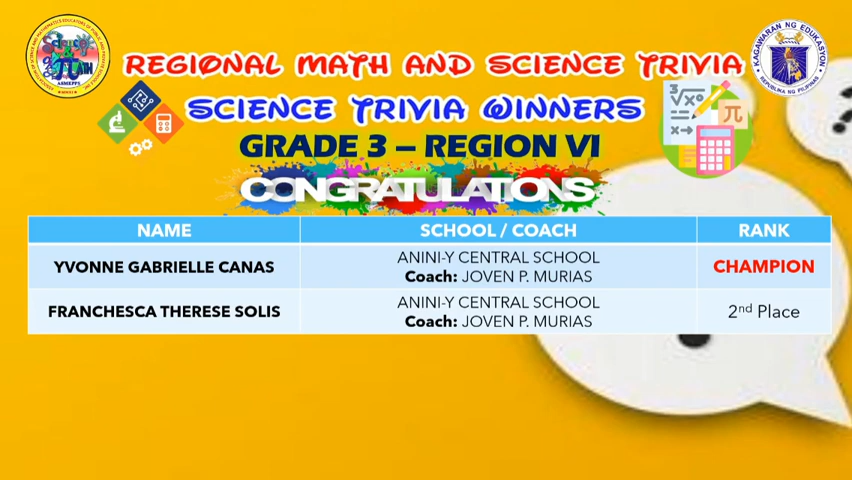 REGIONAL MATH AND SCIENCE TRIVIA
SCIENCE TRIVIA WINNERS
GRADE 3 – REGION VI
CONGRATULATIONS
NAME SCHOOL / COACH RANK
YVONNE GABRIELLE CANAS ANINI-Y CENTRAL SCHOOL CHAMPION
Coach: JOVEN P. MURIAS
FRANCHESCA THERESE SOLIS ANINI-Y CENTRAL SCHOOL 2nd Place
Coach: JOVEN P. MURIAS
KAGAWARAN NG EDUKASYON
REPUBLIKA NG PILIPINAS
ASMEPPS